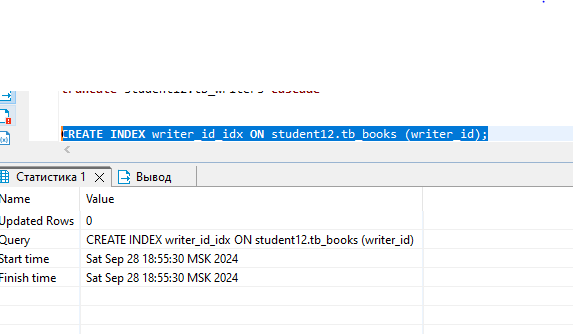 truncate student12.tb_writers cascade
CREATE INDEX writer_id_idx ON student12.tb_books (writer_id);
Статистика 1
Вывод
Name Value
Updated Rows 0
Query CREATE INDEX writer_id_idx ON student12.tb_books (writer_id)
Start time Sat Sep 28 18:55:30 MSK 2024
Finish time Sat Sep 28 18:55:30 MSK 2024